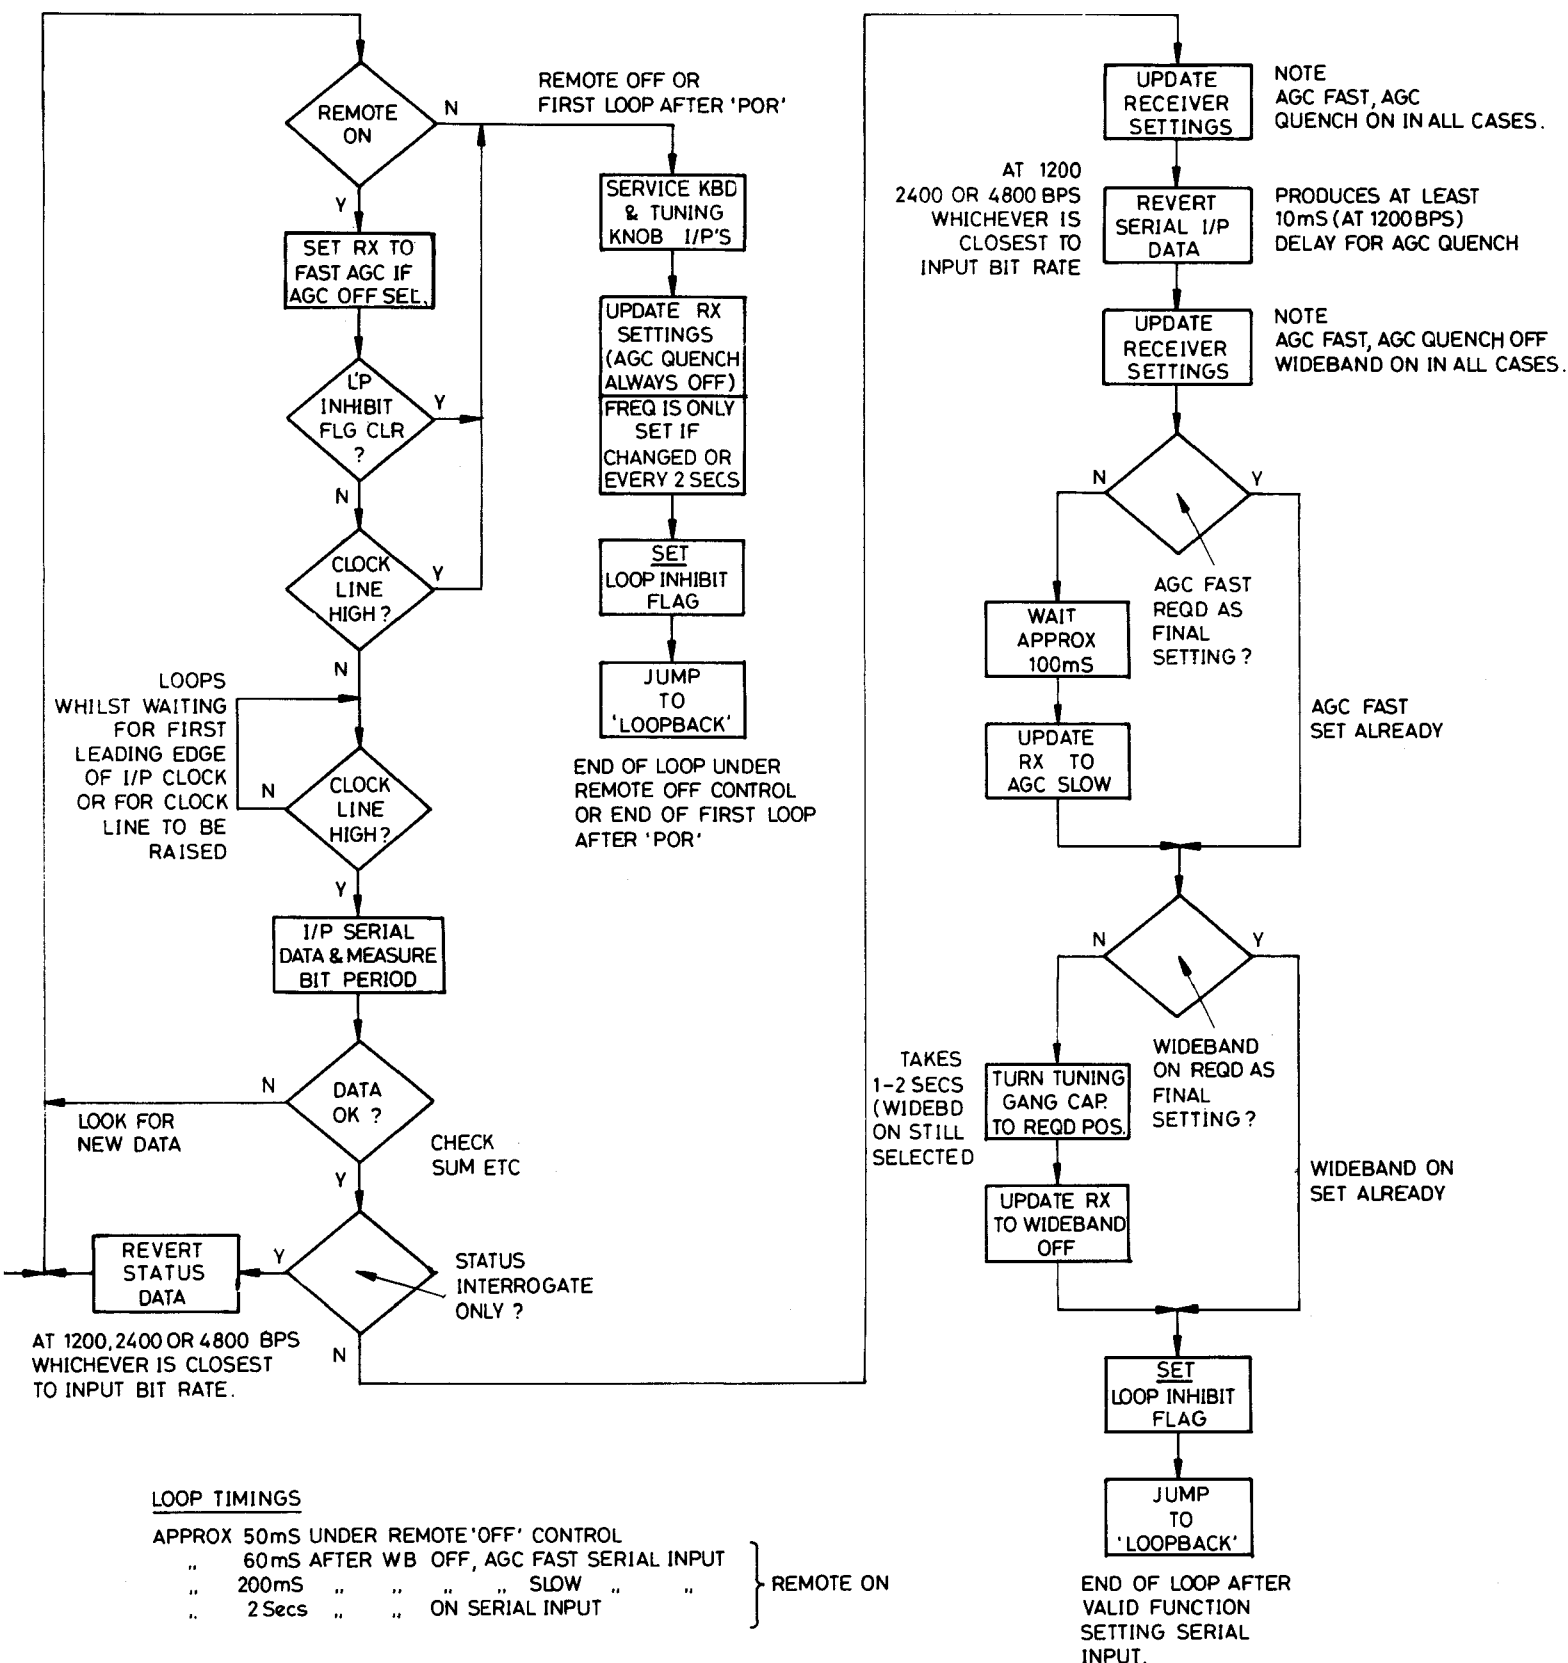 REMOTE
ON
N
Y
REMOTE OFF OR
FIRST LOOP AFTER 'POR'
SET RX TO
FAST AGC IF
AGC OFF SEL.
L'P
INHIBIT
FLG CLR
?
Y
N
CLOCK
LINE
HIGH?
Y
N
LOOPS
WHILST WAITING
FOR FIRST
LEADING EDGE
OF I/P CLOCK
OR FOR CLOCK
LINE TO BE
RAISED
CLOCK
LINE
HIGH?
N
Y
I/P SERIAL
DATA & MEASURE
BIT PERIOD
DATA
OK ?
N
LOOK FOR
NEW DATA
CHECK
SUM ETC
Y
STATUS
INTERROGATE
ONLY ?
Y
REVERT
STATUS
DATA
AT 1200,2400 OR 4800 BPS
WHICHEVER IS CLOSEST
TO INPUT BIT RATE.
N
SERVICE KBD
& TUNING
KNOB I/P'S
UPDATE RX
SETTINGS
(AGC QUENCH
ALWAYS OFF)
FREQ IS ONLY
SET IF
CHANGED OR
EVERY 2 SECS
SET
LOOP INHIBIT
FLAG
JUMP
TO
'LOOPBACK'
END OF LOOP UNDER
REMOTE OFF CONTROL
OR END OF FIRST LOOP
AFTER 'POR'
UPDATE
RECEIVER
SETTINGS
NOTE
AGC FAST, AGC
QUENCH ON IN ALL CASES.
AT 1200
2400 OR 4800 BPS
WHICHEVER IS
CLOSEST TO
INPUT BIT RATE
REVERT
SERIAL I/P
DATA
PRODUCES AT LEAST
10mS (AT 1200BPS)
DELAY FOR AGC QUENCH
UPDATE
RECEIVER
SETTINGS
NOTE
AGC FAST, AGC QUENCH OFF
WIDEBAND ON IN ALL CASES.
N
Y
AGC FAST
REQD AS
FINAL
SETTING ?
WAIT
APPROX
100mS
UPDATE
RX TO
AGC SLOW
AGC FAST
SET ALREADY
N
Y
WIDEBAND
ON REQD AS
FINAL
SETTING ?
TAKES
1-2 SECS
(WIDEBD
ON STILL
SELECTED
TURN TUNING
GANG CAP.
TO REQD POS.
UPDATE RX
TO WIDEBAND
OFF
WIDEBAND ON
SET ALREADY
SET
LOOP INHIBIT
FLAG
JUMP
TO
'LOOPBACK'
END OF LOOP AFTER
VALID FUNCTION
SETTING SERIAL
INPUT.
LOOP TIMINGS
APPROX 50mS UNDER REMOTE 'OFF' CONTROL
,, 60mS AFTER WB OFF, AGC FAST SERIAL INPUT
,, 200mS ,, ,, ,, ,, SLOW ,, ,,
,, 2 Secs ,, ,, ON SERIAL INPUT
REMOTE ON